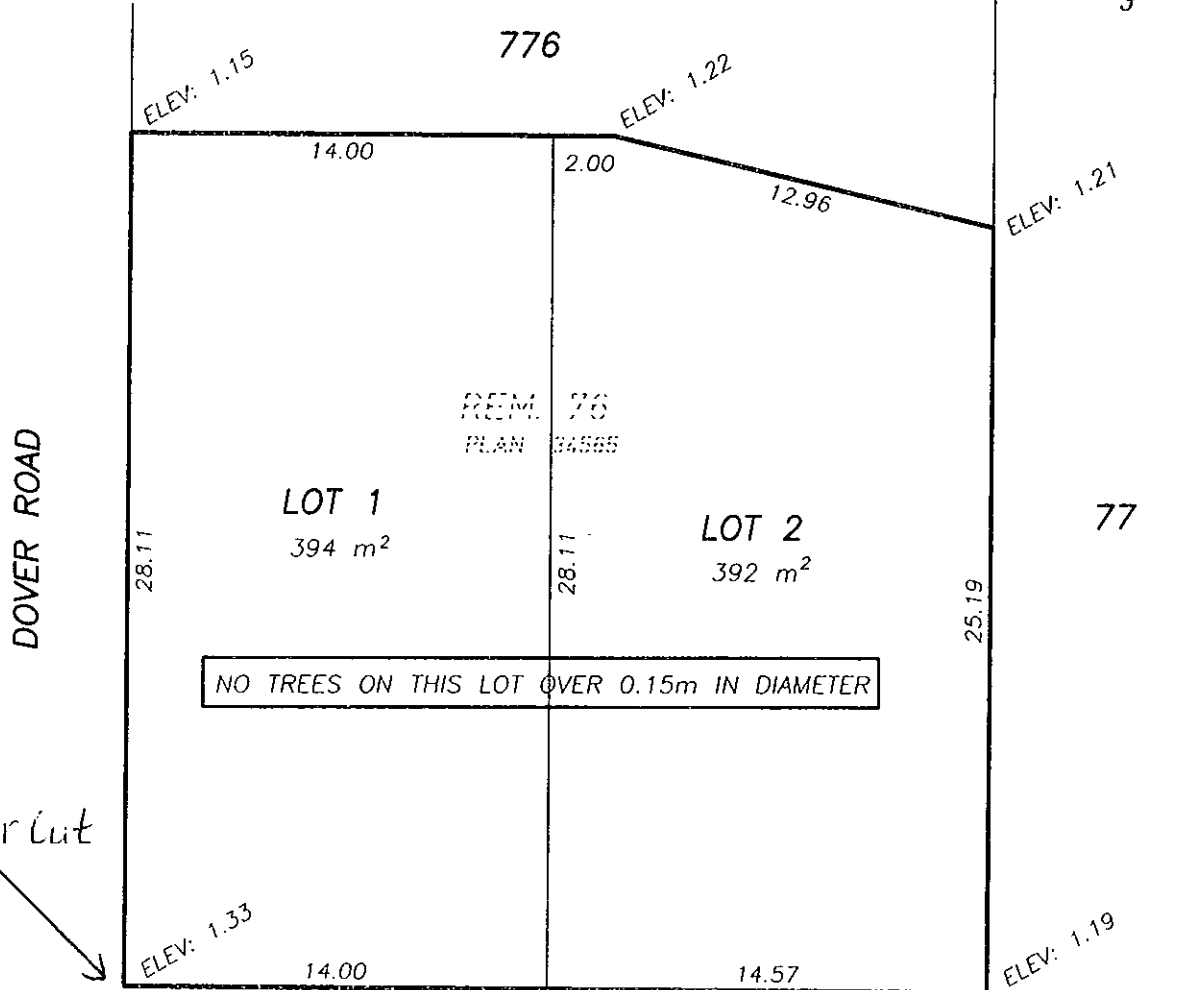 776
ELEV: 1.15
ELEV: 1.22
14.00
2.00
12.96
ELEV: 1.21
REM. 76
PLAN 34565
LOT 1
394 m²
LOT 2
392 m²
DOVER ROAD
77
28.11
28.11
25.19
NO TREES ON THIS LOT OVER 0.15m IN DIAMETER
Cut
ELEV: 1.33
14.00
14.57
ELEV: 1.19